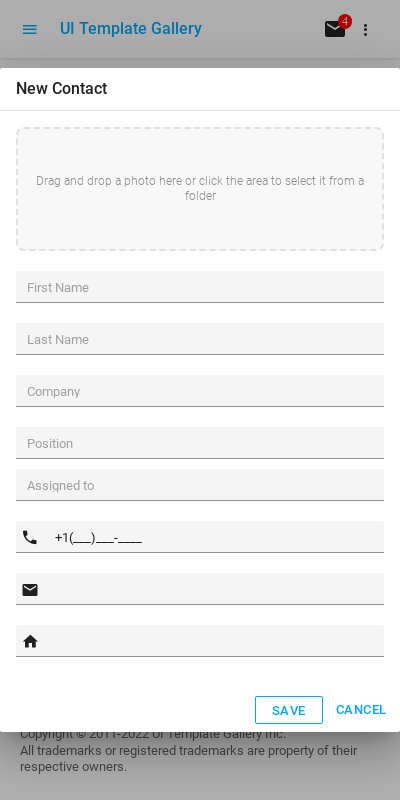 UI Template Gallery
4
New Contact
Drag and drop a photo here or click the area to select it from a
folder
First Name
Last Name
Company
Position
Assigned to
+1(___)___-____
SAVE
CANCEL
Copyright © 2011-2022 UI Template Gallery Inc.
All trademarks or registered trademarks are property of their
respective owners.